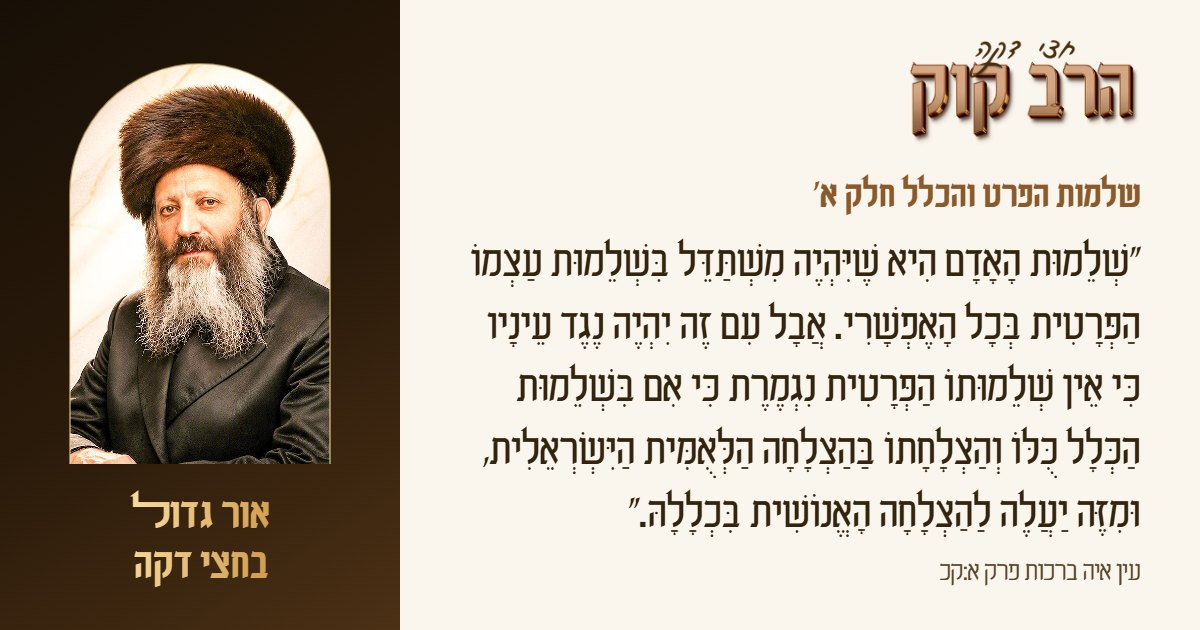 חצי דקה
הרב קוק
שלמות הפרט והכלל חלק א'
"שְׁלֵמוּת הָאָדָם הִיא שֶׁיִּהְיֶה מִשְׁתַּדֵּל בִּשְׁלֵמוּת עַצְמוֹ
הַפְּרָטִית בְּכָל הָאֶפְשָׁרִי. אֲבָל עִם זֶה יִהְיֶה נֶגֶד עֵינָיו
כִּי אֵין שְׁלֵמוּתוֹ הַפְּרָטִית נִגְמֶרֶת כִּי אִם בִּשְׁלֵמוּת
הַכְּלָל כֻּלּוֹ וְהַצְלָחָתוֹ בַּהַצְלָחָה הַלְּאֻמִּית הַיִּשְׂרְאֵלִית,
וּמִזֶּה יַעֲלֶה לַהַצְלָחָה הָאֱנוֹשִׁית בִּכְלָלָהּ."
עין איה ברכות פרק א:קכ
אור גדול
בחצי דקה